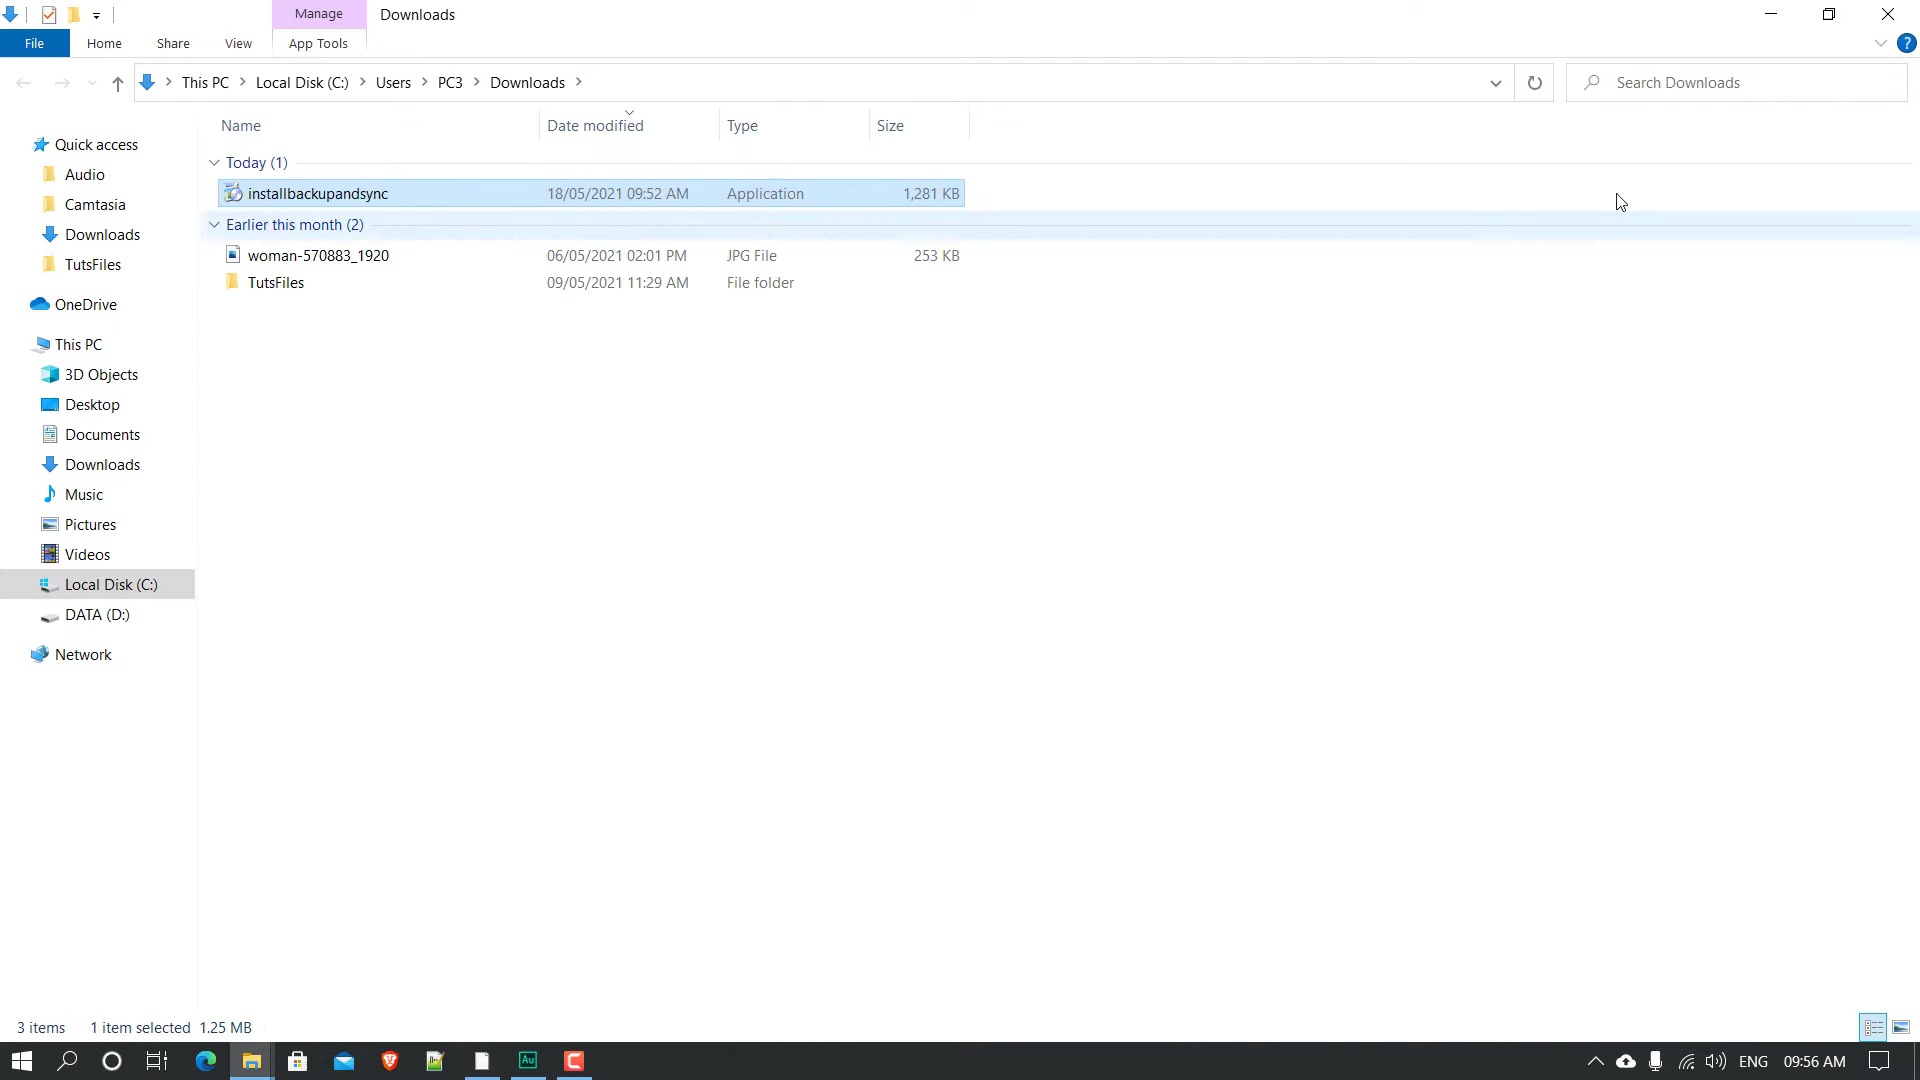 Manage
Downloads
File
Home
Share
View
App Tools
?
This PC
Local Disk (C:)
Users
PC3
Downloads
Search Downloads
Name
Date modified
Type
Size
Today (1)
installbackupandsync 18/05/2021 09:52 AM Application 1,281 KB
Earlier this month (2)
woman-570883_1920 06/05/2021 02:01 PM JPG File 253 KB
TutsFiles 09/05/2021 11:29 AM File folder
Quick access
Audio
Camtasia
Downloads
TutsFiles
OneDrive
This PC
3D Objects
Desktop
Documents
Downloads
Music
Pictures
Videos
Local Disk (C:)
DATA (D:)
Network
3 items 1 item selected 1.25 MB
Au
ENG
09:56 AM